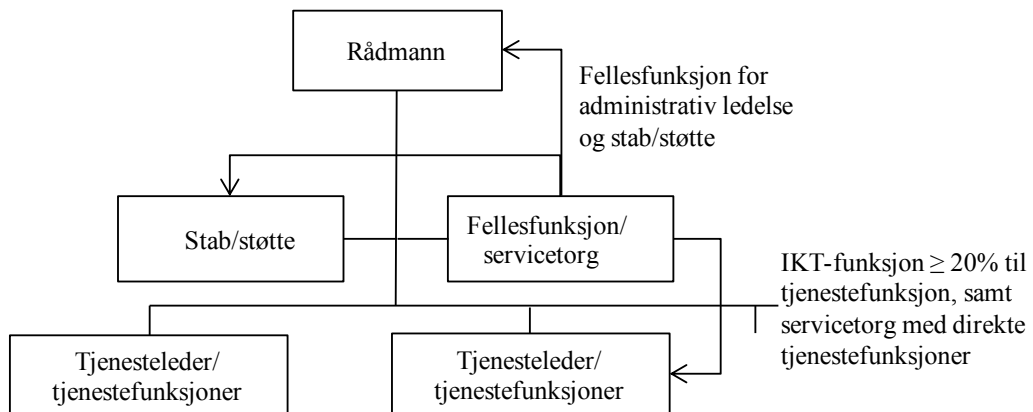 Rådmann
Fellesfunksjon for
administrativ ledelse
og stab/støtte
Stab/støtte
Fellesfunksjon/
servicetorg
IKT-funksjon ≥ 20% til
tjenestefunksjon, samt
servicetorg med direkte
tjenestefunksjoner
Tjenesteleder/
tjenestefunksjoner
Tjenesteleder/
tjenestefunksjoner